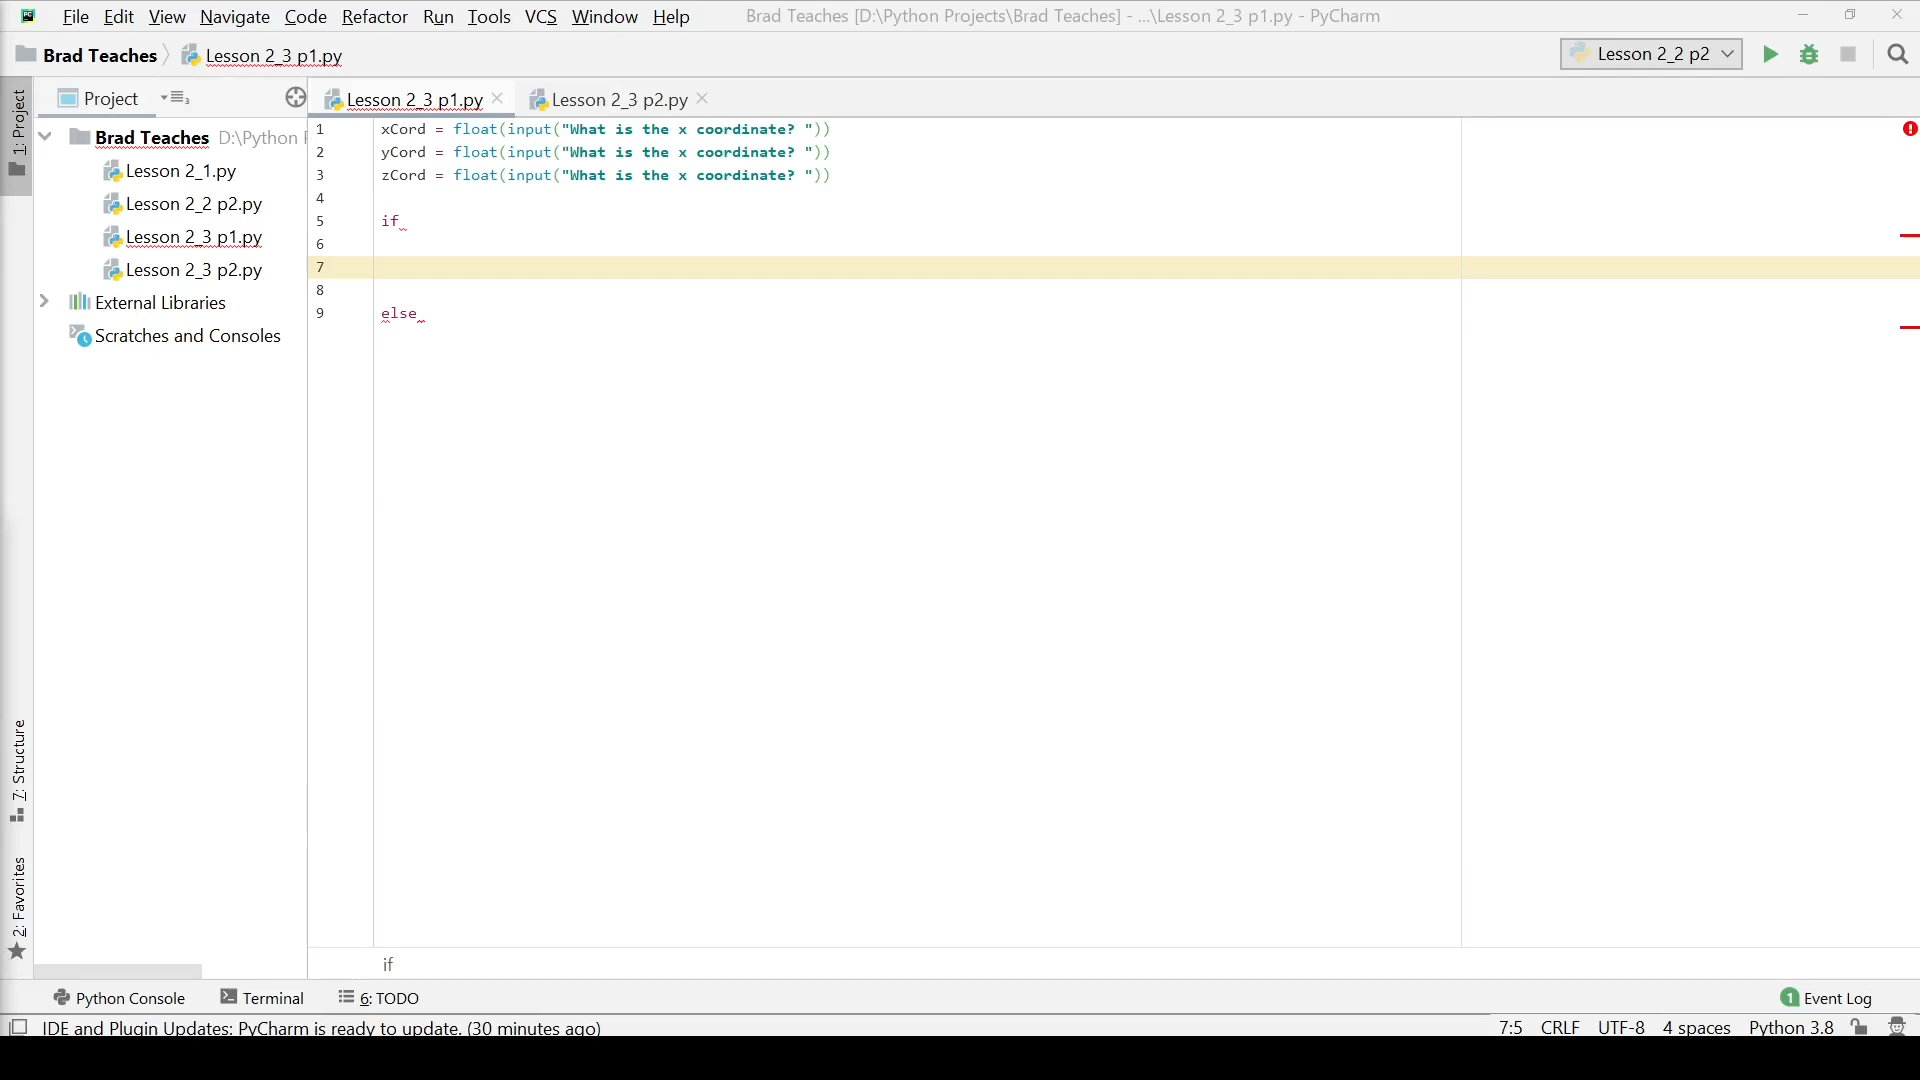 File Edit View Navigate Code Refactor Run Tools VCS Window Help Brad Teaches [D:\Python Projects\Brad Teaches] - ...\Lesson 2_3 p1.py - PyCharm
Brad Teaches Lesson 2_3 p1.py Lesson 2_2 p2
1: Project
Project
Lesson 2_3 p1.py Lesson 2_3 p2.py
Brad Teaches D:\Python
Lesson 2_1.py
Lesson 2_2 p2.py
Lesson 2_3 p1.py
Lesson 2_3 p2.py
External Libraries
Scratches and Consoles
1 xCord = float(input("What is the x coordinate? "))
2 yCord = float(input("What is the x coordinate? "))
3 zCord = float(input("What is the x coordinate? "))
4
5 if
6
7
8
9 else
7: Structure
2: Favorites
if
Python Console Terminal 6: TODO 1 Event Log
IDE and Plugin Updates: PyCharm is ready to update. (30 minutes ago) 7:5 CRLF UTF-8 4 spaces Python 3.8